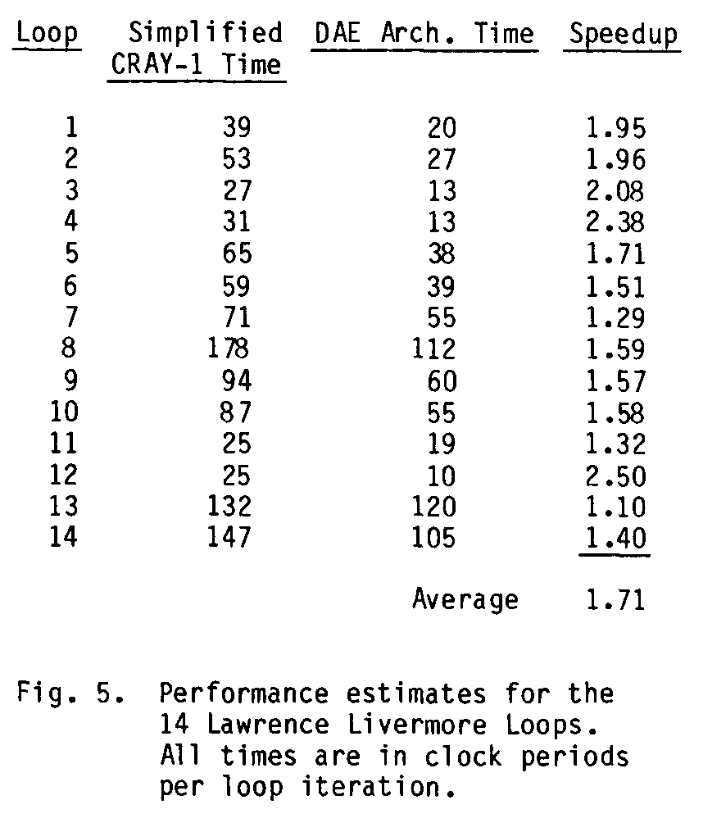 Loop Simplified DAE Arch. Time Speedup
CRAY-1 Time
1 39 20 1.95
2 53 27 1.96
3 27 13 2.08
4 31 13 2.38
5 65 38 1.71
6 59 39 1.51
7 71 55 1.29
8 178 112 1.59
9 94 60 1.57
10 87 55 1.58
11 25 19 1.32
12 25 10 2.50
13 132 120 1.10
14 147 105 1.40
Average 1.71
Fig. 5. Performance estimates for the
14 Lawrence Livermore Loops.
All times are in clock periods
per loop iteration.